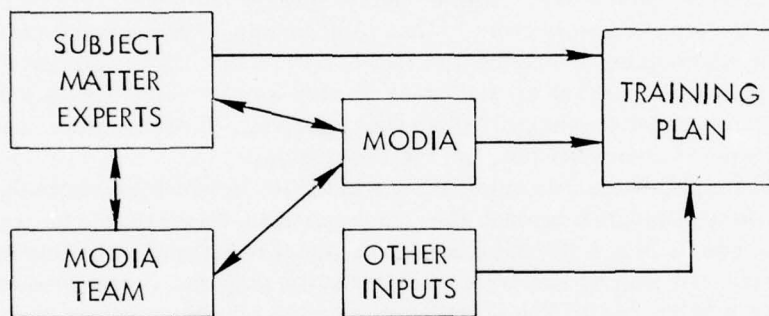 SUBJECT
MATTER
EXPERTS
TRAINING
PLAN
MODIA
MODIA
TEAM
OTHER
INPUTS